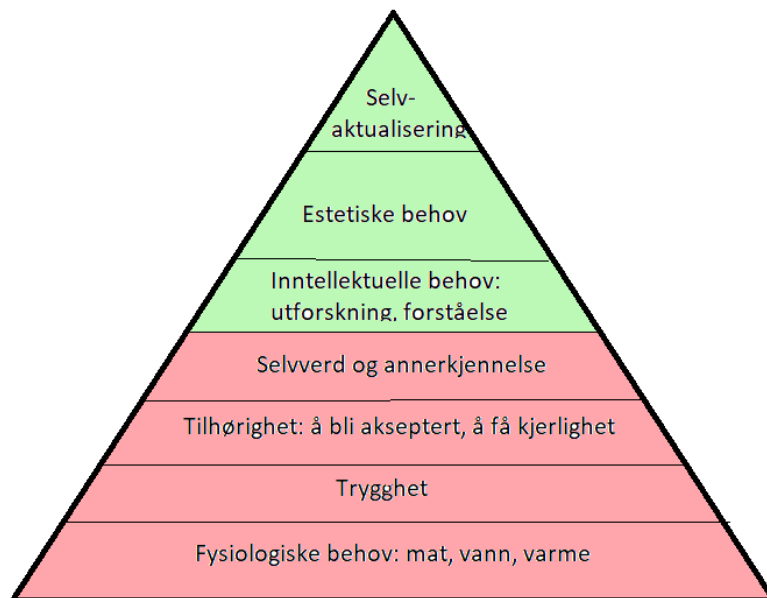 Selv-
aktualisering
Estetiske behov
Inntellektuelle behov:
utforskning, forståelse
Selvverd og annerkjennelse
Tilhørighet: å bli akseptert, å få kjerlighet
Trygghet
Fysiologiske behov: mat, vann, varme